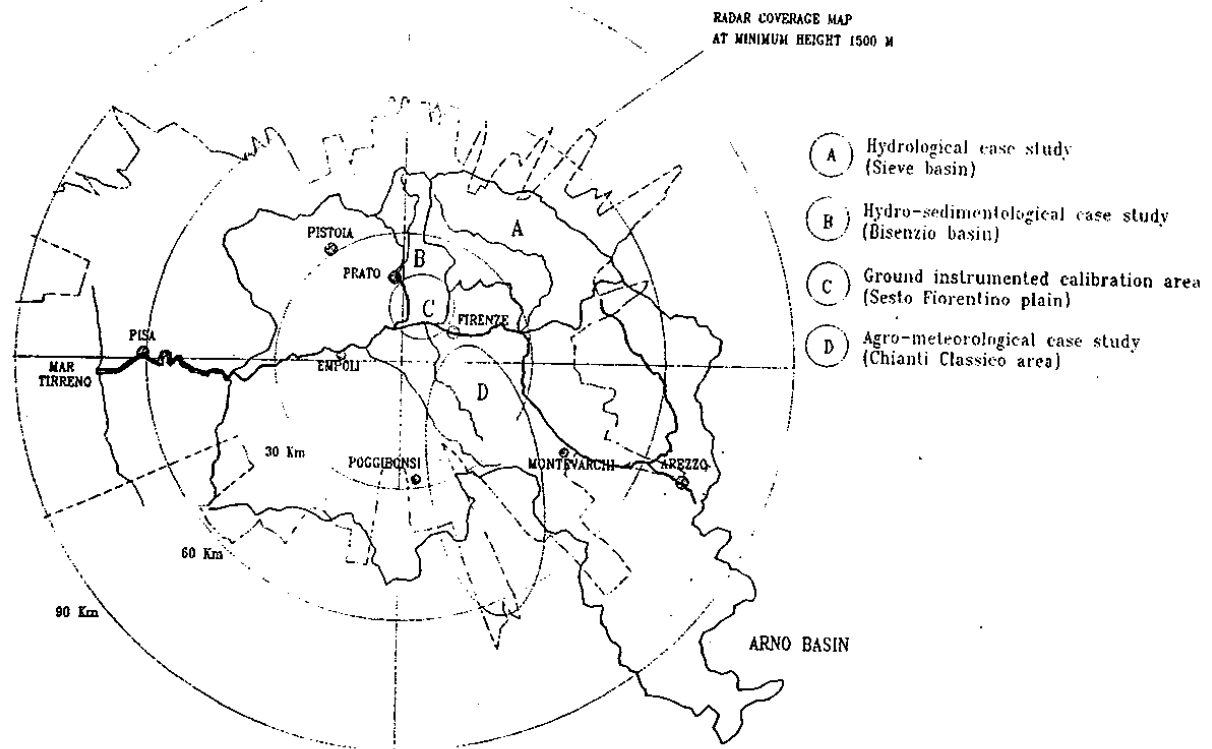 RADAR COVERAGE MAP
AT MINIMUM HEIGHT 1500 M
A
Hydrological case study
(Sieve basin)
B
Hydro-sedimentological case study
(Bisenzio basin)
C
Ground instrumented calibration area
(Sesto Fiorentino plain)
D
Agro-meteorological case study
(Chianti Classico area)
A
PISTOIA
B
PRATO
C
FIRENZE
PISA
EMPOLI
MAR
TIRRENO
D
30 Km
POGGIBONSI
MONTEVARCHI
AREZZO
60 Km
90 Km
ARNO BASIN